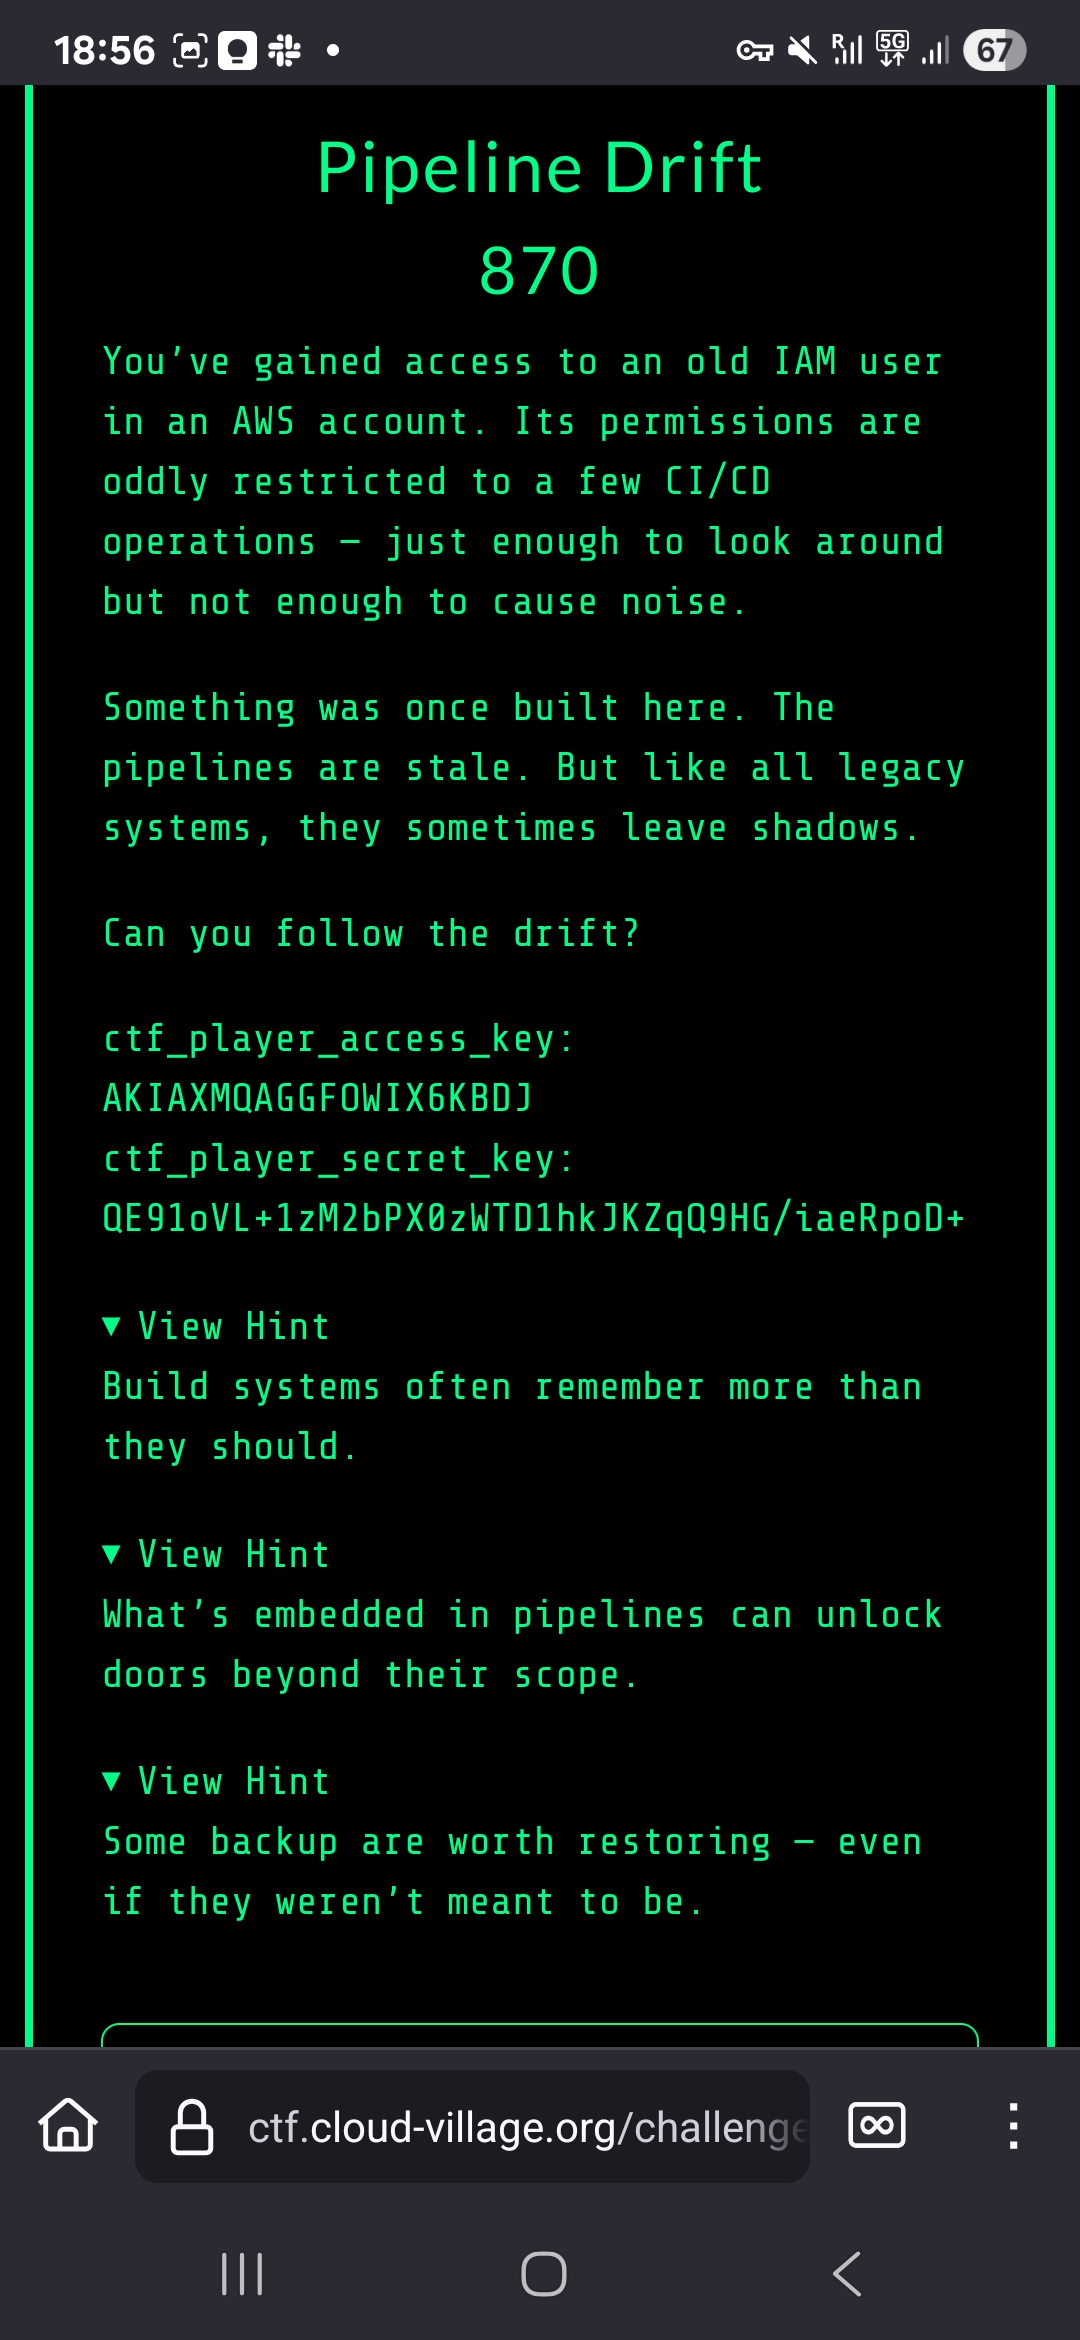 18:56
R
5G
67
Pipeline Drift
870
You’ve gained access to an old IAM user
in an AWS account. Its permissions are
oddly restricted to a few CI/CD
operations – just enough to look around
but not enough to cause noise.
Something was once built here. The
pipelines are stale. But like all legacy
systems, they sometimes leave shadows.
Can you follow the drift?
ctf_player_access_key:
AKIAXMQAGGFOWIX6KBDJ
ctf_player_secret_key:
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
▼ View Hint
Build systems often remember more than
they should.
▼ View Hint
What’s embedded in pipelines can unlock
doors beyond their scope.
▼ View Hint
Some backup are worth restoring – even
if they weren’t meant to be.
ctf.cloud-village.org/challenge